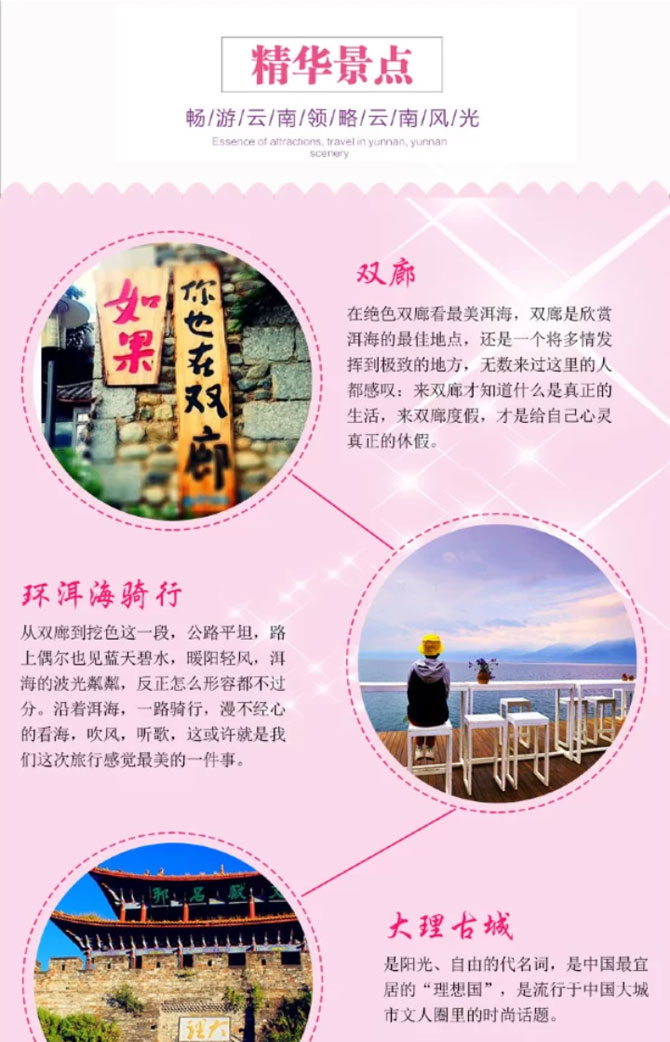 精华景点
畅/游/云/南/领/略/云/南/风/光
Essence of attractions, travel in yunnan, yunnan
scenery
如果
你也在双廊
双廊
在绝色双廊看最美洱海，双廊是欣赏
洱海的最佳地点，还是一个将多情发
挥到极致的地方，无数来过这里的人
都感叹：来双廊才知道什么是真正的
生活，来双廊度假，才是给自己心灵
真正的休假。
环洱海骑行
从双廊到挖色这一段，公路平坦，路
上偶尔也见蓝天碧水，暖阳轻风，洱
海的波光粼粼，反正怎么形容都不过
分。沿着洱海，一路骑行，漫不经心
的看海，吹风，听歌，这或许就是我
们这次旅行感觉最美的一件事。
大理古城
是阳光、自由的代名词，是中国最宜
居的“理想国”，是流行于中国大城
市文人圈里的时尚话题。
邦名獻文
大理